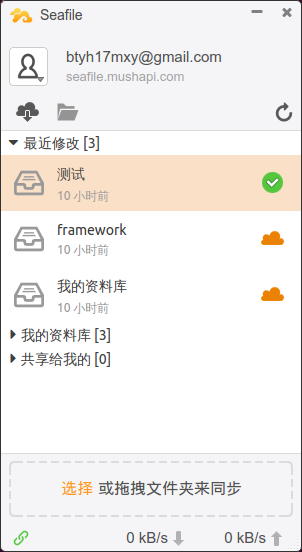 Seafile
btyh17mxy@gmail.com
seafile.mushapi.com
最近修改 [3]
测试
10 小时前
framework
10 小时前
我的资料库
10 小时前
我的资料库 [3]
共享给我的 [0]
选择 或拖拽文件夹来同步
0 kB/s 0 kB/s